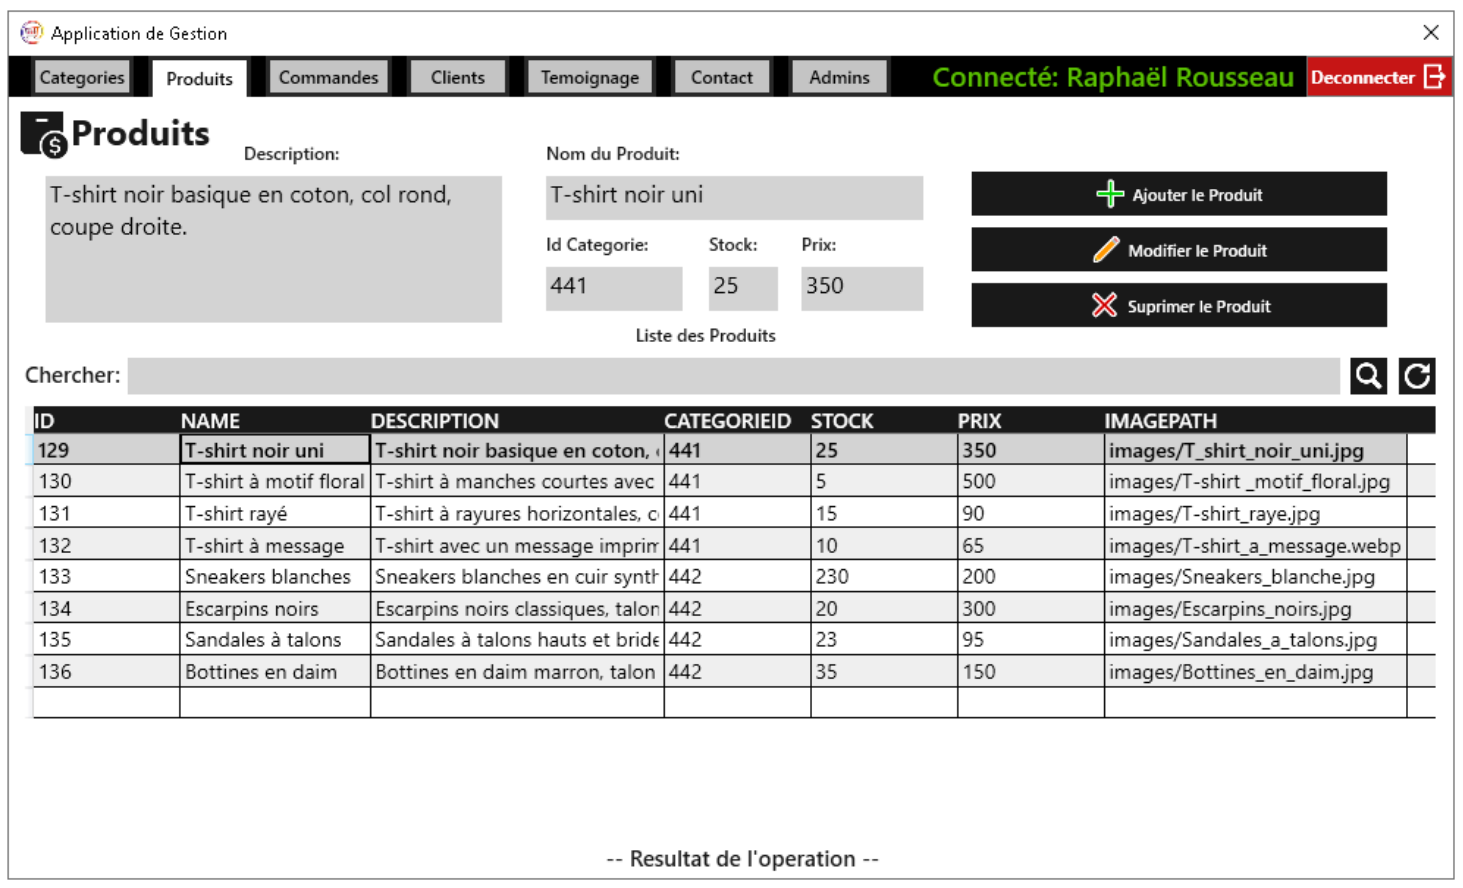 Application de Gestion
Categories Produits Commandes Clients Temoignage Contact Admins Connecté: Raphaël Rousseau Deconnecter
Produits
Description:
Nom du Produit:
T-shirt noir basique en coton, col rond,
coupe droite.
T-shirt noir uni
Id Categorie: Stock: Prix:
441 25 350
Ajouter le Produit
Modifier le Produit
Suprimer le Produit
Liste des Produits
Chercher:
ID NAME DESCRIPTION CATEGORIEID STOCK PRIX IMAGEPATH
129 T-shirt noir uni T-shirt noir basique en coton, 441 25 350 images/T_shirt_noir_uni.jpg
130 T-shirt à motif floral T-shirt à manches courtes avec 441 5 500 images/T-shirt _motif_floral.jpg
131 T-shirt rayé T-shirt à rayures horizontales, 441 15 90 images/T-shirt_raye.jpg
132 T-shirt à message T-shirt avec un message 441 10 65 images/T-shirt_a_message.webp
133 Sneakers blanches Sneakers blanches en cuir 442 230 200 images/Sneakers_blanche.jpg
134 Escarpins noirs Escarpins noirs classiques, 442 20 300 images/Escarpins_noirs.jpg
135 Sandales à talons Sandales à talons hauts et 442 23 95 images/Sandales_a_talons.jpg
136 Bottines en daim Bottines en daim marron, talon 442 35 150 images/Bottines_en_daim.jpg
-- Resultat de l'operation --